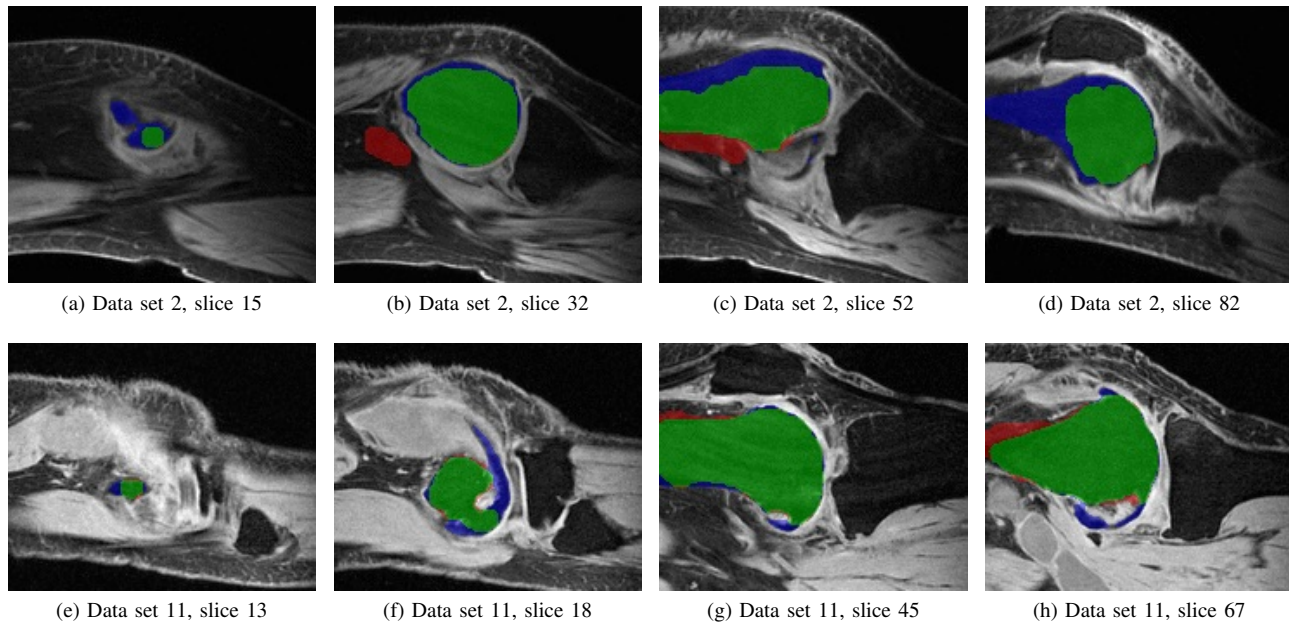 (a) Data set 2, slice 15
(b) Data set 2, slice 32
(c) Data set 2, slice 52
(d) Data set 2, slice 82
(e) Data set 11, slice 13
(f) Data set 11, slice 18
(g) Data set 11, slice 45
(h) Data set 11, slice 67